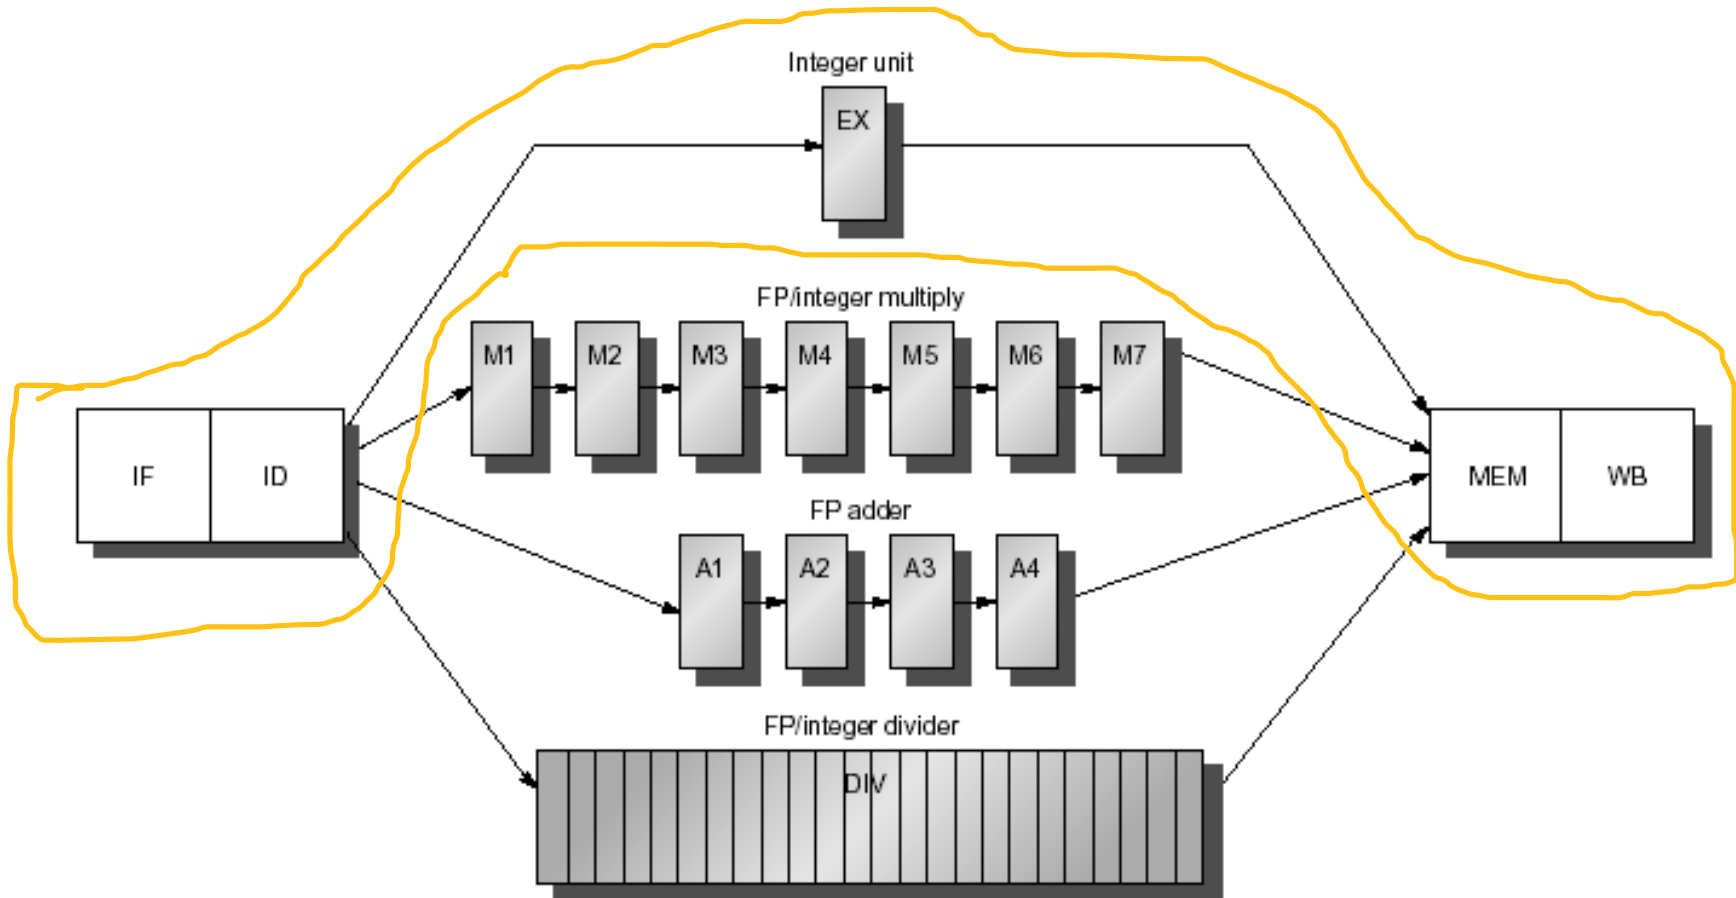 Integer unit
EX
FP/integer multiply
M1 M2 M3 M4 M5 M6 M7
IF ID
MEM WB
FP adder
A1 A2 A3 A4
FP/integer divider
DIV